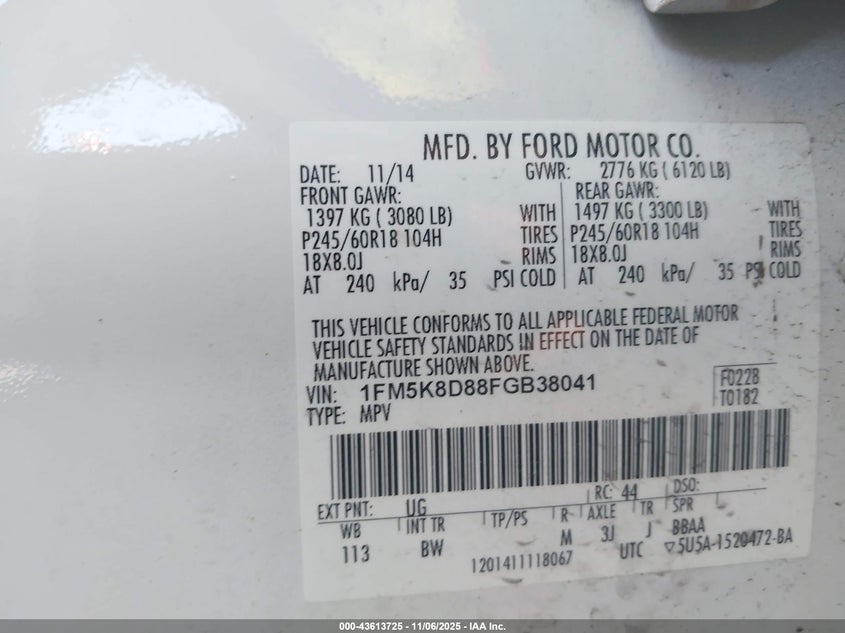 MFD. BY FORD MOTOR CO.
DATE: 11/14 GVWR: 2776 KG ( 6120 LB)
FRONT GAWR: REAR GAWR:
1397 KG ( 3080 LB) WITH 1497 KG ( 3300 LB) WITH
P245/60R18 104H TIRES P245/60R18 104H TIRES
18X8.0J RIMS 18X8.0J RIMS
AT 240 kPa/ 35 PSI COLD AT 240 kPa/ 35 PSI COLD
THIS VEHICLE CONFORMS TO ALL APPLICABLE FEDERAL MOTOR
VEHICLE SAFETY STANDARDS IN EFFECT ON THE DATE OF
MANUFACTURE SHOWN ABOVE.
VIN: 1FM5K8D88FGB38041 F0228
TYPE: MPV T0182
EXT PNT: UG RC: 44 DSO:
WB INT TR TP/PS R AXLE TR SPR
113 BW M 3J J BBAA
1201411118067 UTC ▽5U5A-1520472-BA
000-43613725 - 11/06/2025 - IAA Inc.